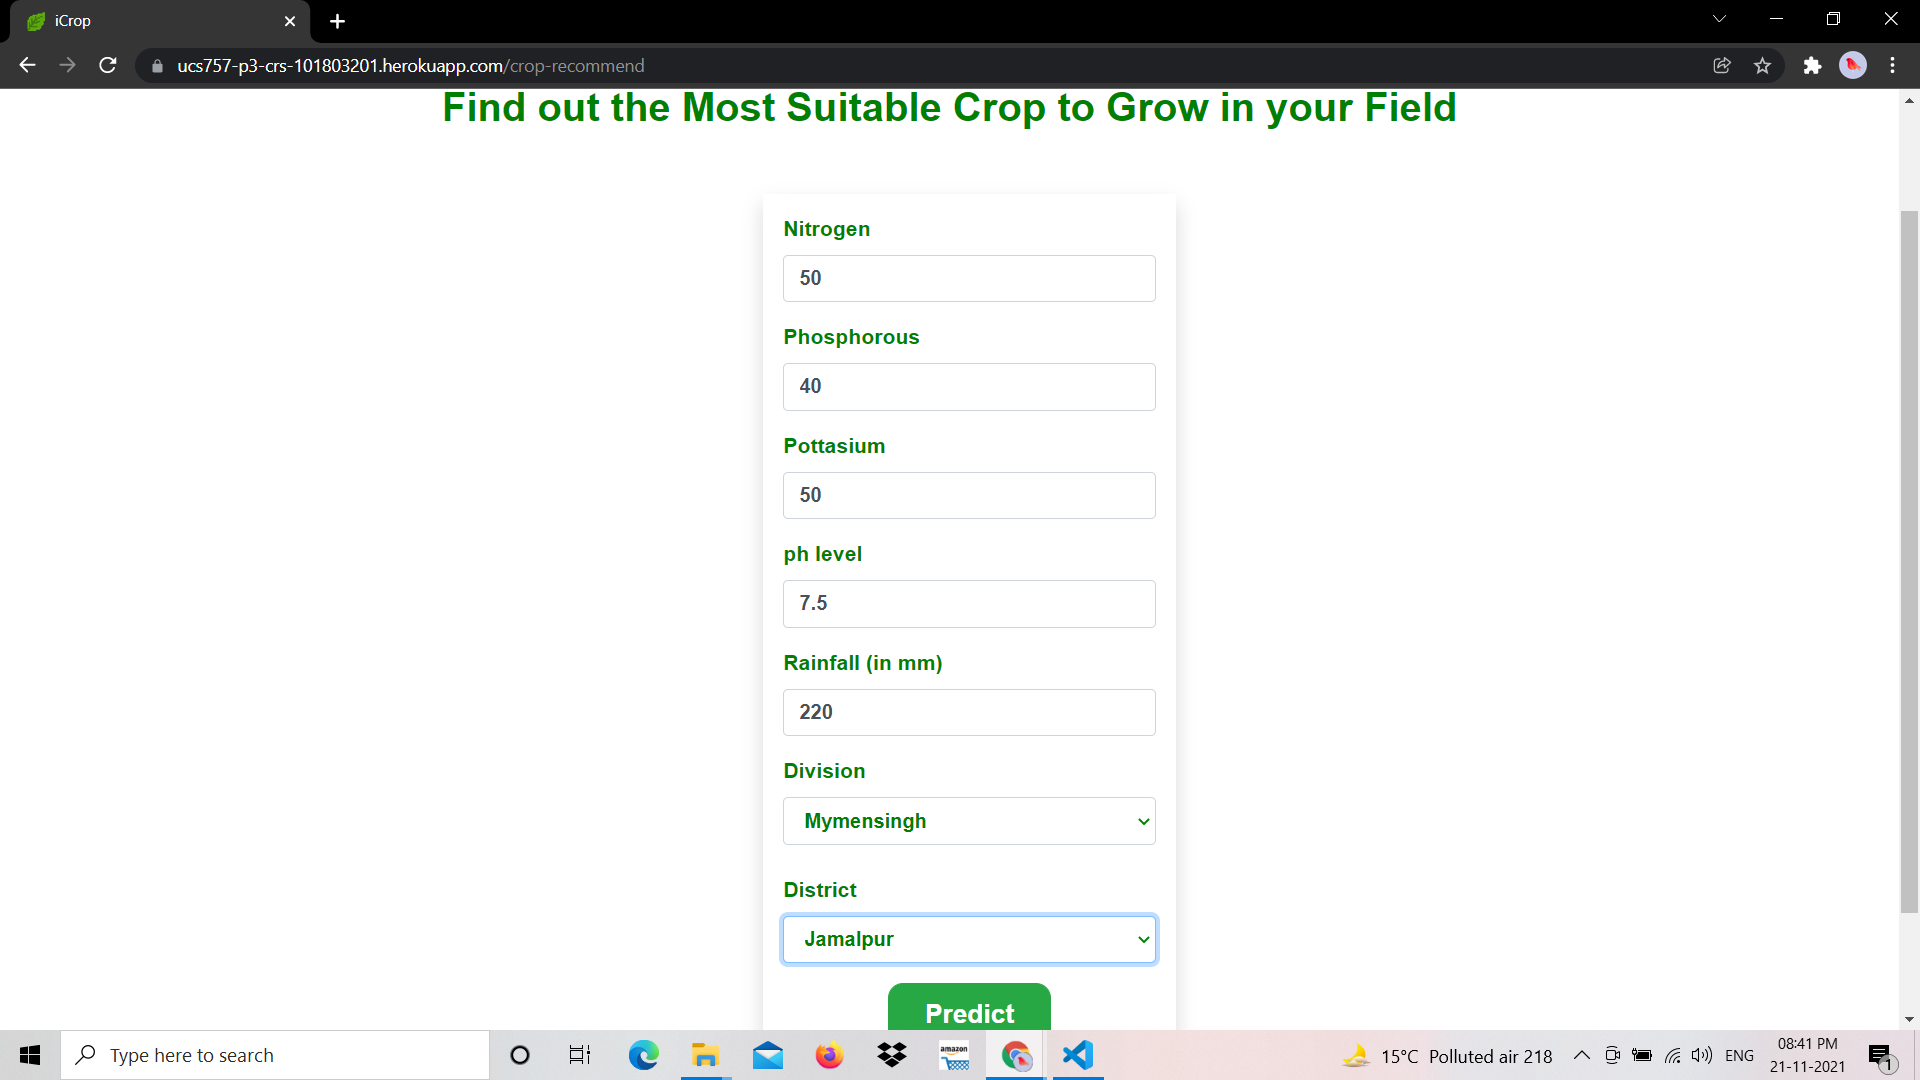 iCrop
ucs757-p3-crs-101803201.herokuapp.com/crop-recommend
Find out the Most Suitable Crop to Grow in your Field
Nitrogen
50
Phosphorous
40
Pottasium
50
ph level
7.5
Rainfall (in mm)
220
Division
Mymensingh
District
Jamalpur
Predict
Type here to search
amazon
15°C Polluted air 218
ENG
08:41 PM
21-11-2021
1